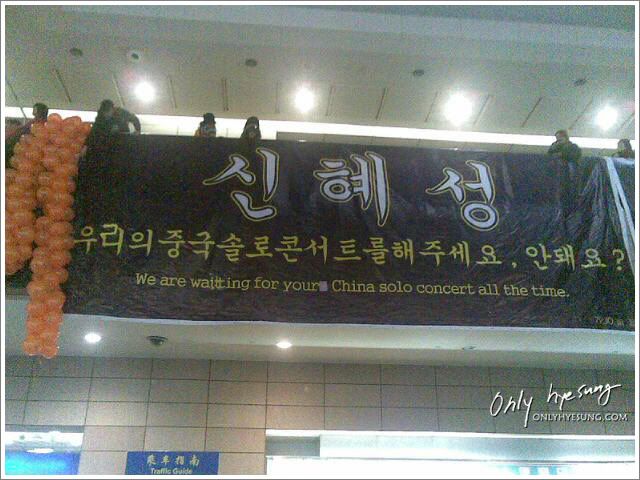 신혜성
우리의중국솔로콘서트를해주세요, 안돼요?
We are waitting for your China solo concert all the time.
Only hyesung
ONLYHYESUNG.COM
乘车指南
Traffic Guide